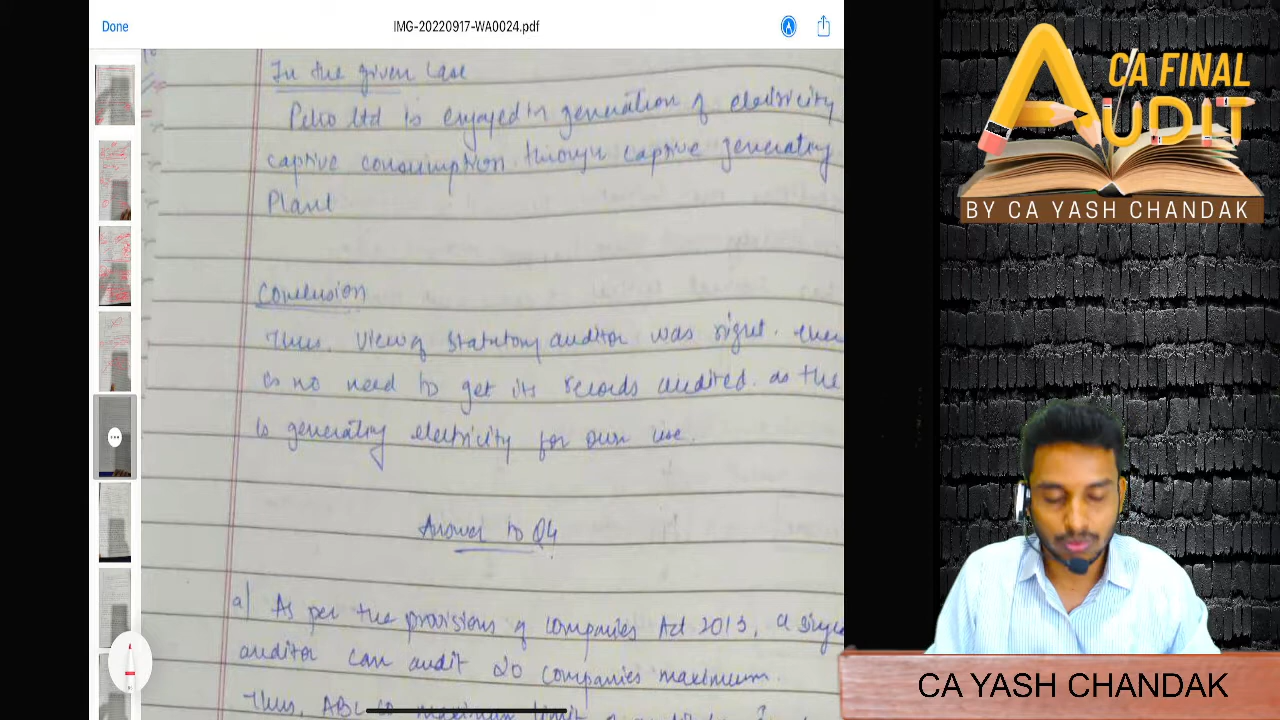 Done
IMG-20220917-WA0024.pdf
In the given case
Ltd is engaged in generation of electricity
captive consumption through captive generating
Plant
Conclusion
Thus, view of statutory auditor was right.
is no need to get its records audited. as the
is generating electricity for own use.
Answer to Q4
a) As per the provisions of Companies Act 2013, a
auditor can audit 20 companies maximum.
Thus, ABC
CA FINAL
AUDIT
BY CA YASH CHANDAK
CA YASH CHANDAK